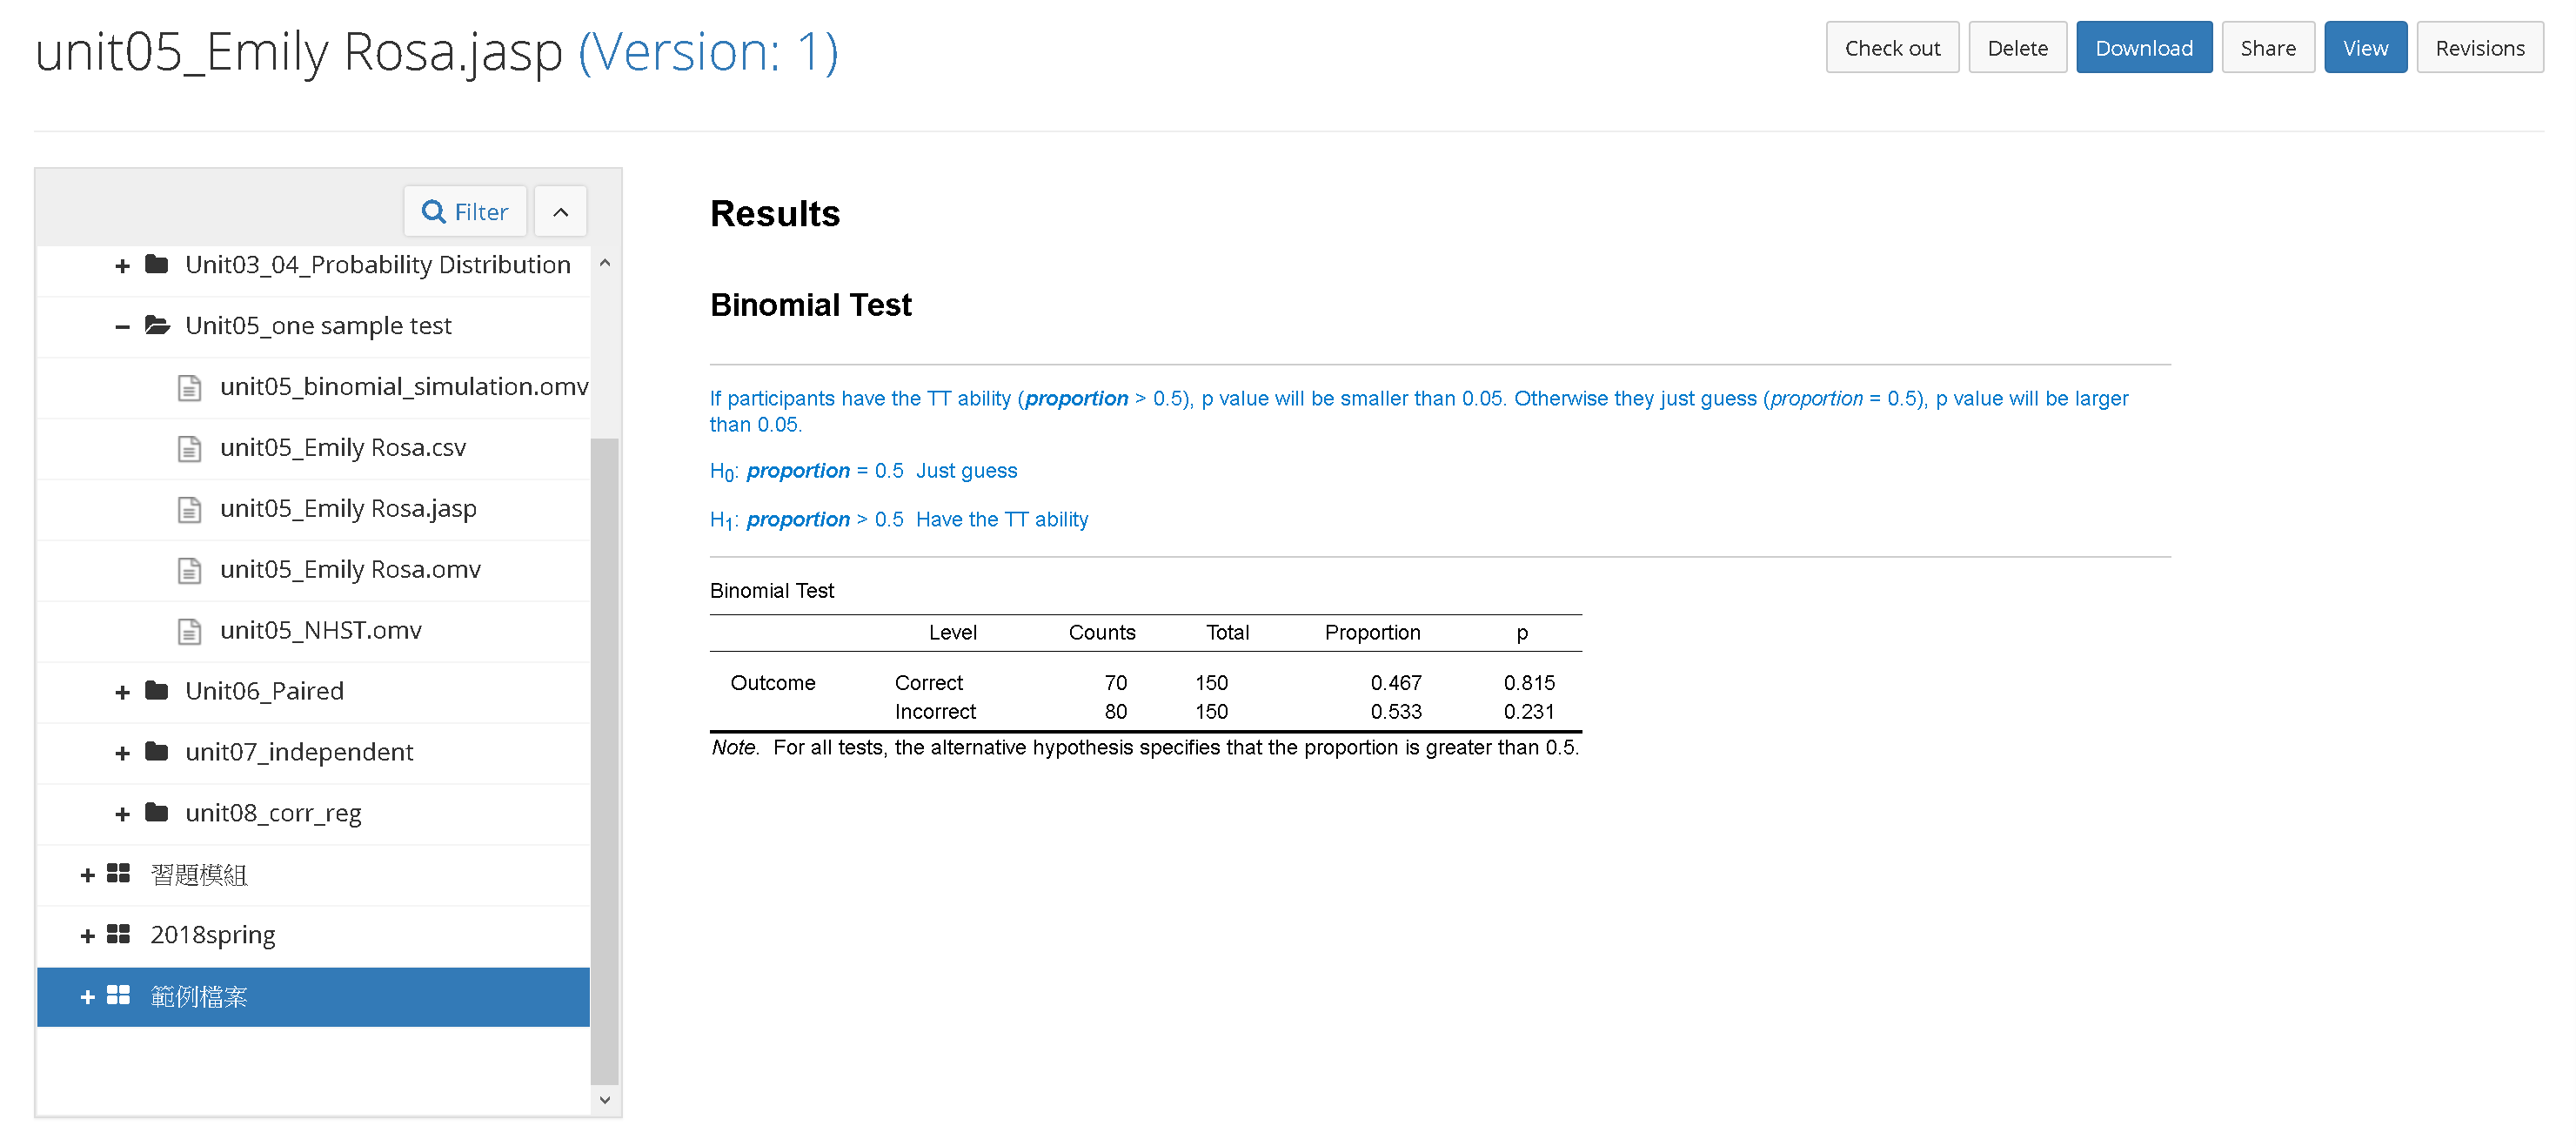 unit05_Emily Rosa.jasp (Version: 1)
Check out
Delete
Download
Share
View
Revisions
Filter
Unit03_04_Probability Distribution
Unit05_one sample test
unit05_binomial_simulation.omv
unit05_Emily Rosa.csv
unit05_Emily Rosa.jasp
unit05_Emily Rosa.omv
unit05_NHST.omv
Unit06_Paired
unit07_independent
unit08_corr_reg
習題模組
2018spring
範例檔案
Results
Binomial Test
If participants have the TT ability (proportion > 0.5), p value will be smaller than 0.05. Otherwise they just guess (proportion = 0.5), p value will be larger
than 0.05.
H0: proportion = 0.5 Just guess
H1: proportion > 0.5 Have the TT ability
Binomial Test
Level Counts Total Proportion p
Outcome Correct 70 150 0.467 0.815
Incorrect 80 150 0.533 0.231
Note. For all tests, the alternative hypothesis specifies that the proportion is greater than 0.5.